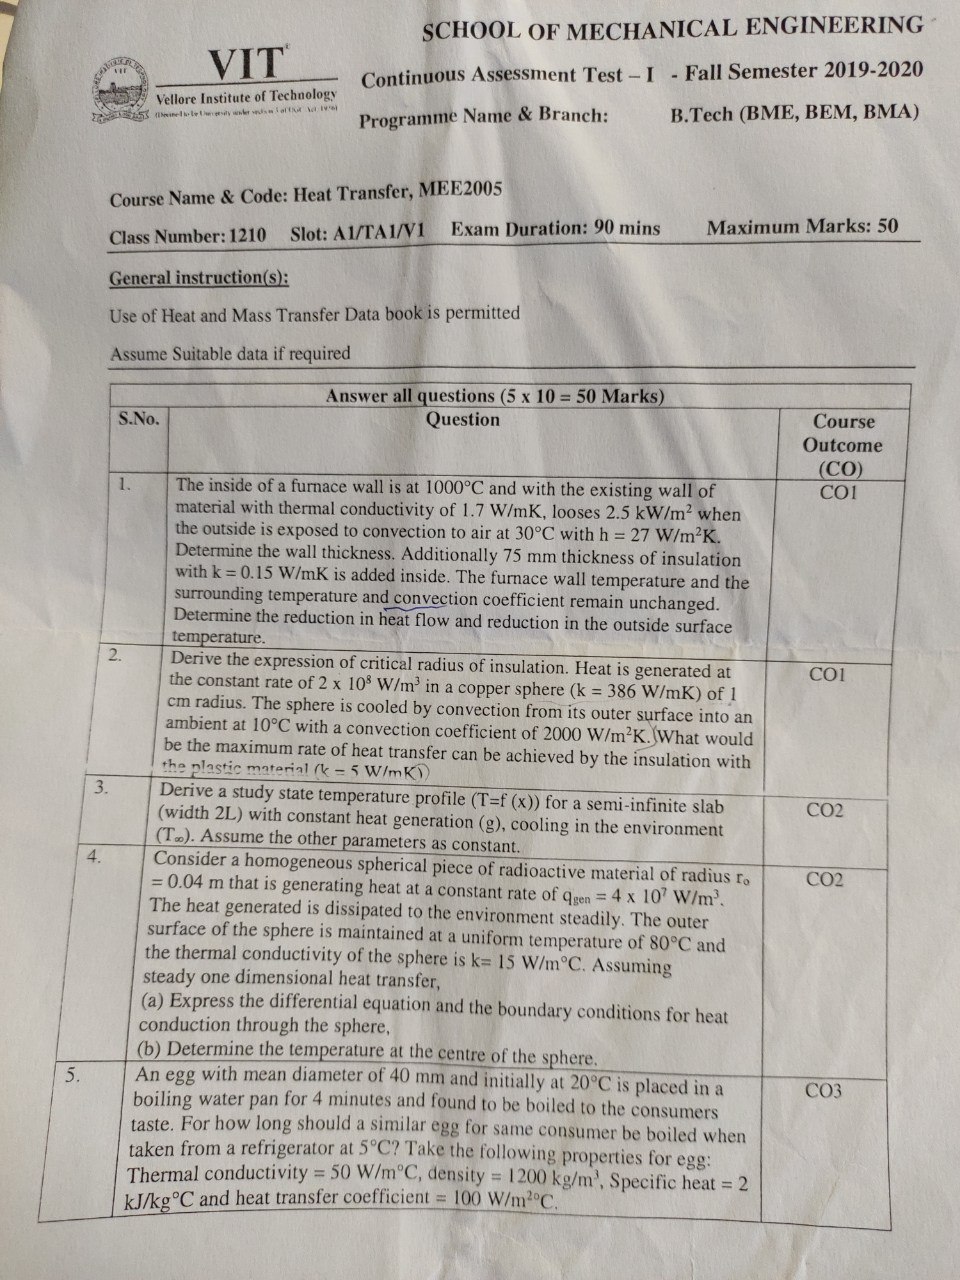 SCHOOL OF MECHANICAL ENGINEERING
VIT
Vellore Institute of Technology
Continuous Assessment Test – I - Fall Semester 2019-2020
Programme Name & Branch: B.Tech (BME, BEM, BMA)
Course Name & Code: Heat Transfer, MEE2005
Class Number: 1210 Slot: A1/TA1/V1 Exam Duration: 90 mins Maximum Marks: 50
General instruction(s):
Use of Heat and Mass Transfer Data book is permitted
Assume Suitable data if required
Answer all questions (5 x 10 = 50 Marks)
S.No. Question Course
Outcome
(CO)
1. The inside of a furnace wall is at 1000°C and with the existing wall of CO1
material with thermal conductivity of 1.7 W/mK, looses 2.5 kW/m² when
the outside is exposed to convection to air at 30°C with h = 27 W/m²K.
Determine the wall thickness. Additionally 75 mm thickness of insulation
with k = 0.15 W/mK is added inside. The furnace wall temperature and the
surrounding temperature and convection coefficient remain unchanged.
Determine the reduction in heat flow and reduction in the outside surface
temperature.
2. Derive the expression of critical radius of insulation. Heat is generated at CO1
the constant rate of 2 x 10⁸ W/m³ in a copper sphere (k = 386 W/mK) of 1
cm radius. The sphere is cooled by convection from its outer surface into an
ambient at 10°C with a convection coefficient of 2000 W/m²K. What would
be the maximum rate of heat transfer can be achieved by the insulation with
the plastic material (k = 5 W/mK)
3. Derive a study state temperature profile (T=f (x)) for a semi-infinite slab CO2
(width 2L) with constant heat generation (g), cooling in the environment
(T∞). Assume the other parameters as constant.
4. Consider a homogeneous spherical piece of radioactive material of radius rₒ CO2
= 0.04 m that is generating heat at a constant rate of qgen = 4 x 10⁷ W/m³.
The heat generated is dissipated to the environment steadily. The outer
surface of the sphere is maintained at a uniform temperature of 80°C and
the thermal conductivity of the sphere is k= 15 W/m°C. Assuming
steady one dimensional heat transfer,
(a) Express the differential equation and the boundary conditions for heat
conduction through the sphere,
(b) Determine the temperature at the centre of the sphere.
5. An egg with mean diameter of 40 mm and initially at 20°C is placed in a CO3
boiling water pan for 4 minutes and found to be boiled to the consumers
taste. For how long should a similar egg for same consumer be boiled when
taken from a refrigerator at 5°C? Take the following properties for egg:
Thermal conductivity = 50 W/m°C, density = 1200 kg/m³, Specific heat = 2
kJ/kg°C and heat transfer coefficient = 100 W/m²°C.